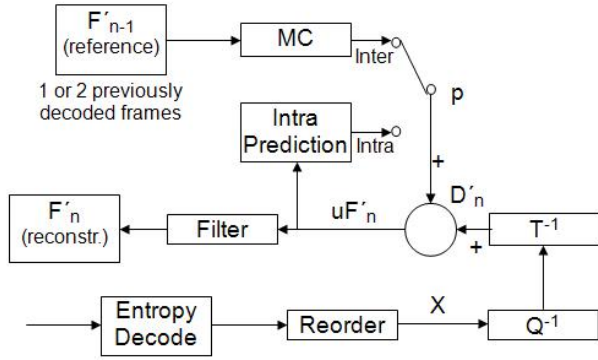 F´n-1
(reference)
1 or 2 previously
decoded frames
MC
Inter
p
Intra
Prediction
Intra
+
D´n
F´n
(reconstr.)
Filter
uF´n
+
T-1
Entropy
Decode
Reorder
X
Q-1